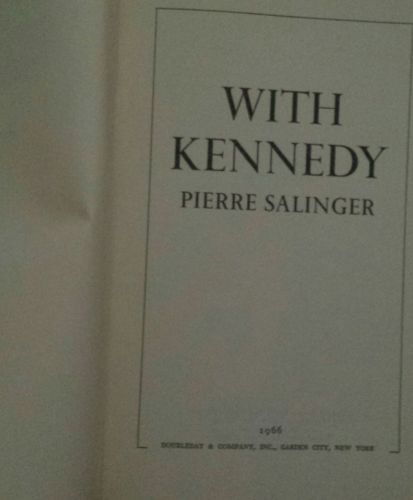 WITH
KENNEDY
PIERRE SALINGER
1966
DOUBLEDAY & COMPANY, INC., GARDEN CITY, NEW YORK